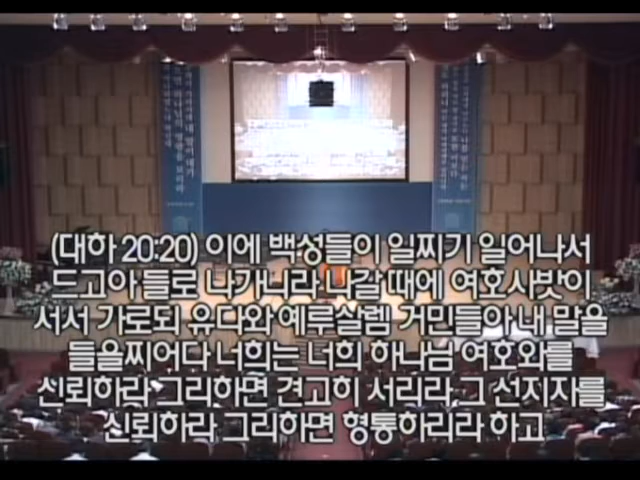 (대하 20:20) 이에 백성들이 일찌기 일어나서
드고아 들로 나가니라 나갈 때에 여호사밧이
서서 가로되 유다와 예루살렘 거민들아 내 말을
들을찌어다 너희는 너희 하나님 여호와를
신뢰하라 그리하면 견고히 서리라 그 선지자를
신뢰하라 그리하면 형통하리라 하고